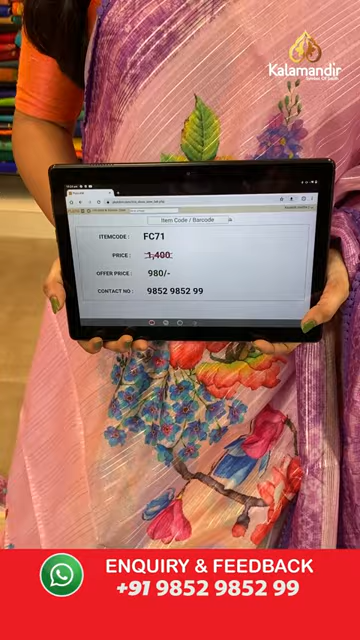 Kalamandir
Item Code / Barcode
ITEMCODE : FC71
PRICE : 1,400
OFFER PRICE : 980/-
CONTACT NO : 9852 9852 99
ENQUIRY & FEEDBACK
+91 9852 9852 99